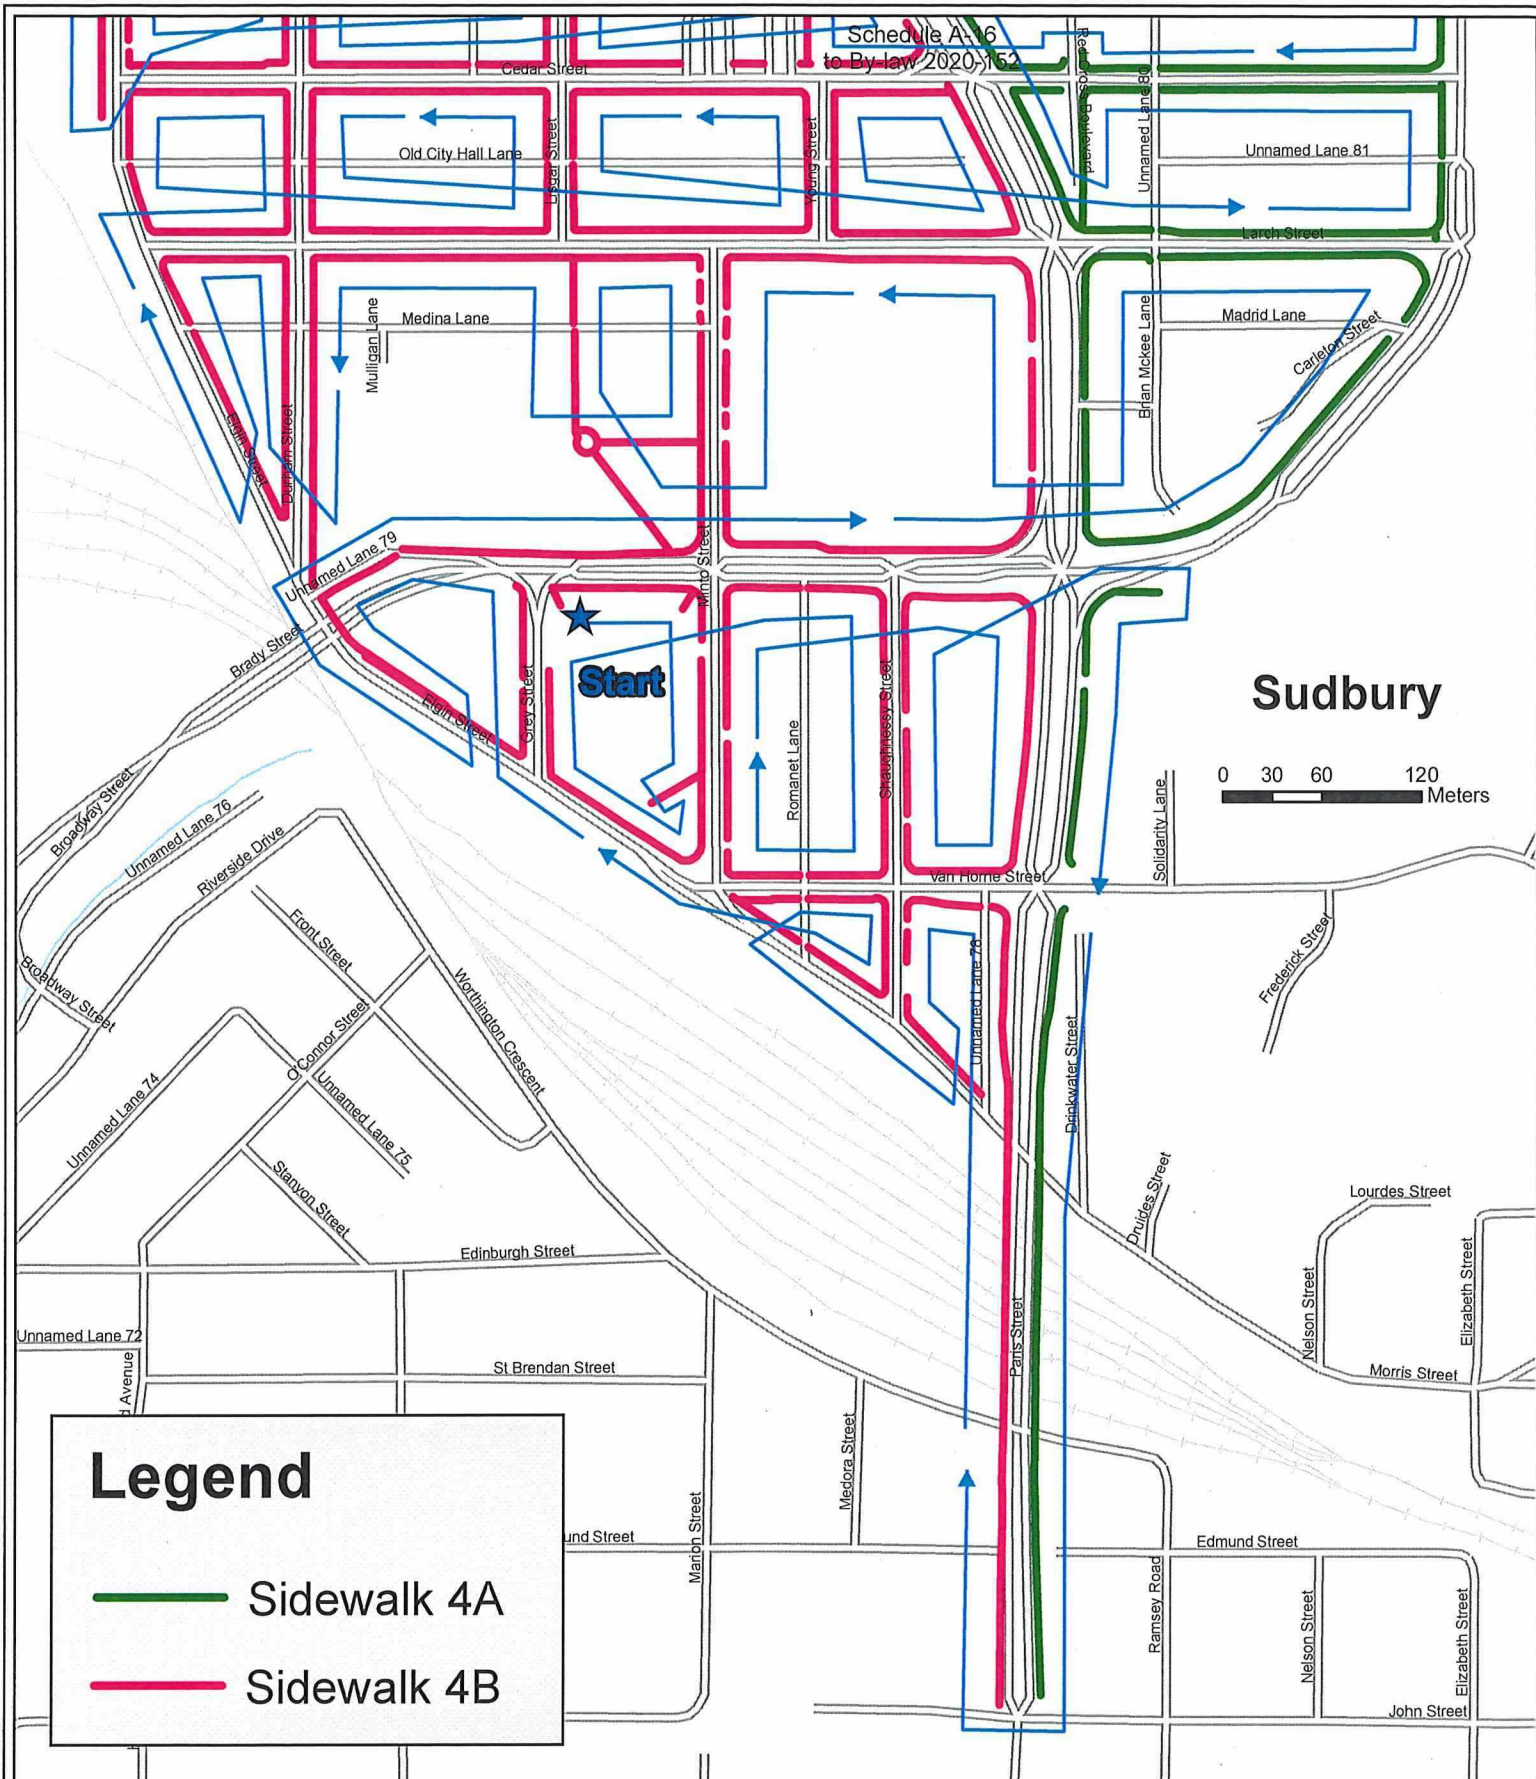 Schedule A-16
to By-law 2020-152
Cedar Street
Red Cross Boulevard
Unnamed Lane 80
Old City Hall Lane
Lisgar Street
Young Street
Unnamed Lane 81
Larch Street
Medina Lane
Mulligan Lane
Madrid Lane
Brian Mckee Lane
Carleton Street
Elgin Street
Durham Street
Unnamed Lane 79
Minto Street
Brady Street
Start
Elgin Street
Grey Street
Romanet Lane
Shaughnessy Street
Sudbury
0 30 60 120
Meters
Solidarity Lane
Broadway Street
Unnamed Lane 76
Riverside Drive
Van Horne Street
Front Street
Frederick Street
Broadway Street
Worthington Crescent
Unnamed Lane 78
O'Connor Street
Drinkwater Street
Unnamed Lane 74
Unnamed Lane 75
Stanyon Street
Druides Street
Lourdes Street
Edinburgh Street
Nelson Street
Elizabeth Street
Unnamed Lane 72
St Brendan Street
Paris Street
Morris Street
d Avenue
Medora Street
Marion Street
und Street
Edmund Street
Ramsey Road
Nelson Street
Elizabeth Street
John Street
Legend
Sidewalk 4A
Sidewalk 4B